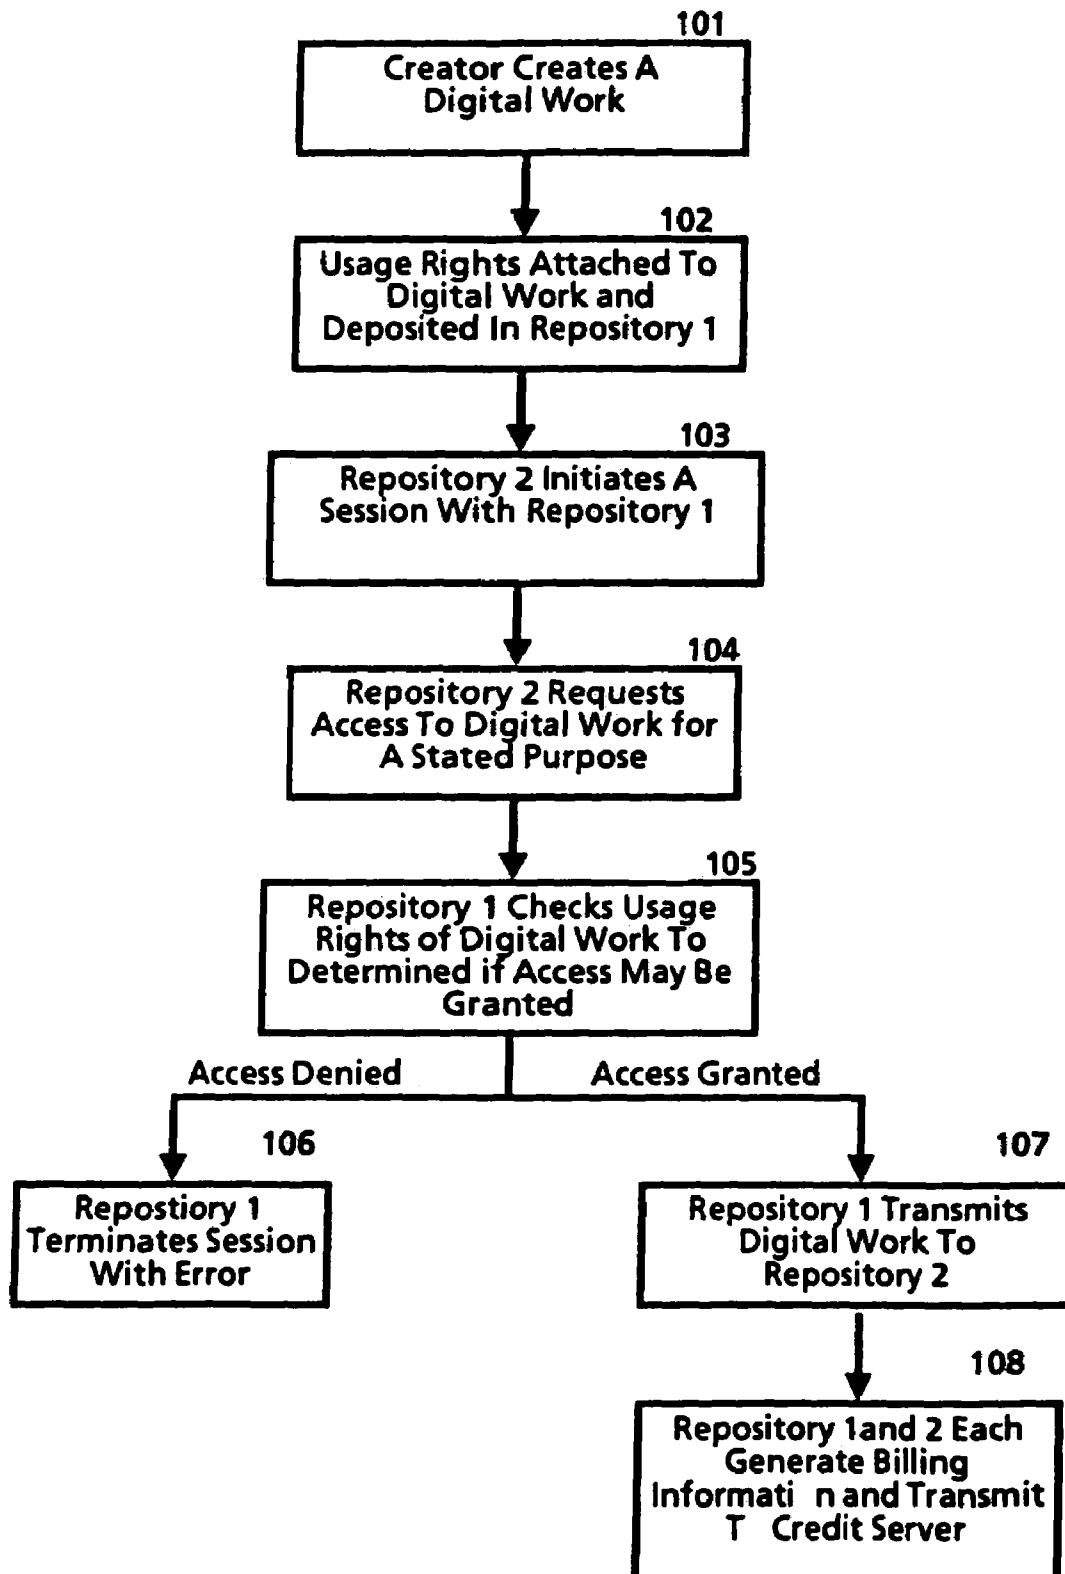 101
Creator Creates A
Digital Work
102
Usage Rights Attached To
Digital Work and
Deposited In Repository 1
103
Repository 2 Initiates A
Session With Repository 1
104
Repository 2 Requests
Access To Digital Work for
A Stated Purpose
105
Repository 1 Checks Usage
Rights of Digital Work To
Determined if Access May Be
Granted
Access Denied
Access Granted
106
Repostiory 1
Terminates Session
With Error
107
Repository 1 Transmits
Digital Work To
Repository 2
108
Repository 1and 2 Each
Generate Billing
Informati n and Transmit
T Credit Server